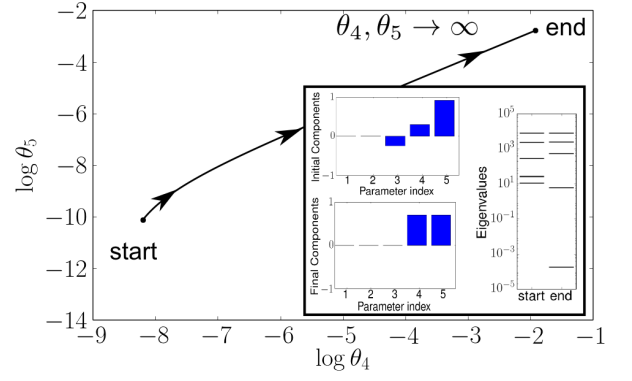 −2
−4
−6
−8
−10
−12
−14
log θ5
−9
−8
−7
−6
−5
−4
−3
−2
−1
log θ4
θ4, θ5 → ∞
end
start
Initial Components
1
0
−1
1 2 3 4 5
Parameter index
Final Components
1
0
−1
1 2 3 4 5
Parameter index
Eigenvalues
10^5
10^3
10^1
10^−1
10^−3
10^−5
start end